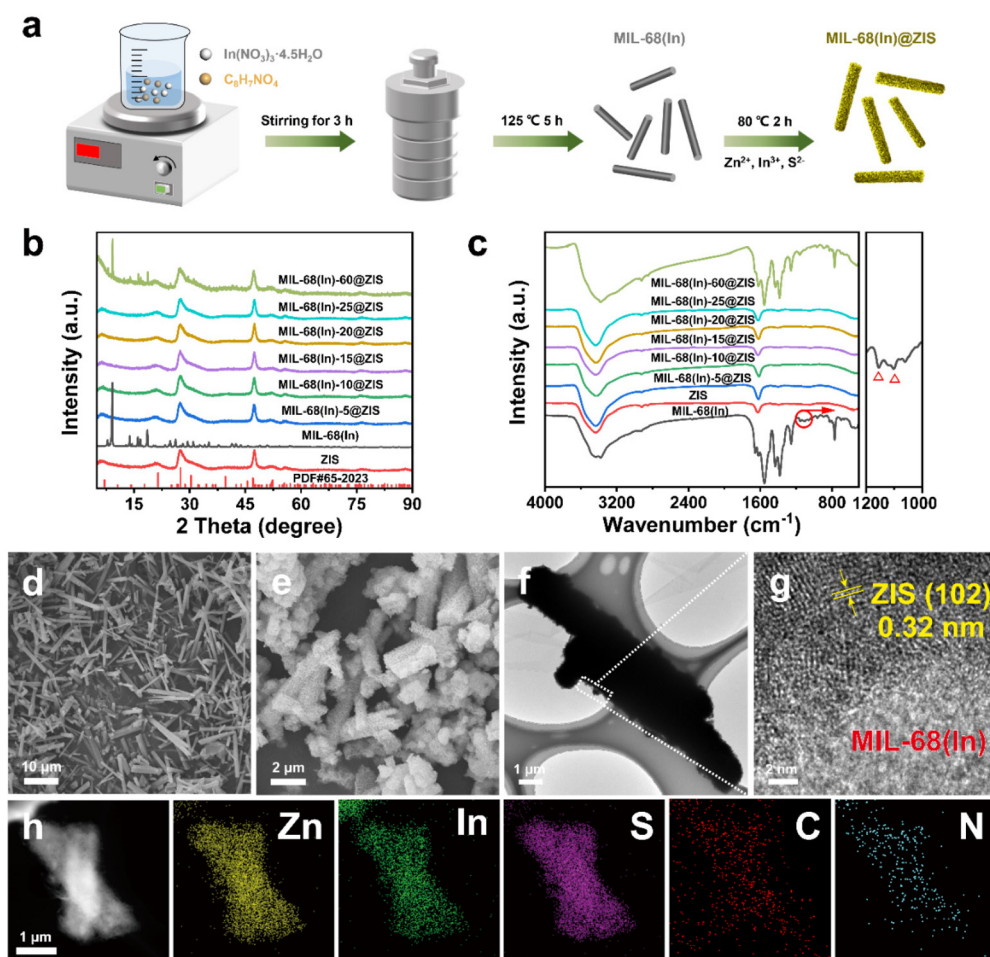 a
In(NO₃)₃·4.5H₂O
C₈H₇NO₄
Stirring for 3 h
125 ℃ 5 h
MIL-68(In)
80 ℃ 2 h
Zn²⁺, In³⁺, S²⁻
MIL-68(In)@ZIS
b
Intensity (a.u.)
MIL-68(In)-60@ZIS
MIL-68(In)-25@ZIS
MIL-68(In)-20@ZIS
MIL-68(In)-15@ZIS
MIL-68(In)-10@ZIS
MIL-68(In)-5@ZIS
MIL-68(In)
ZIS
PDF#65-2023
15 30 45 60 75 90
2 Theta (degree)
c
Intensity (a.u.)
MIL-68(In)-60@ZIS
MIL-68(In)-25@ZIS
MIL-68(In)-20@ZIS
MIL-68(In)-15@ZIS
MIL-68(In)-10@ZIS
MIL-68(In)-5@ZIS
ZIS
MIL-68(In)
4000 3200 2400 1600 800 1200 1000
Wavenumber (cm⁻¹)
d
10 μm
e
2 μm
f
1 μm
g
ZIS (102)
0.32 nm
MIL-68(In)
2 nm
h
1 μm
Zn
In
S
C
N